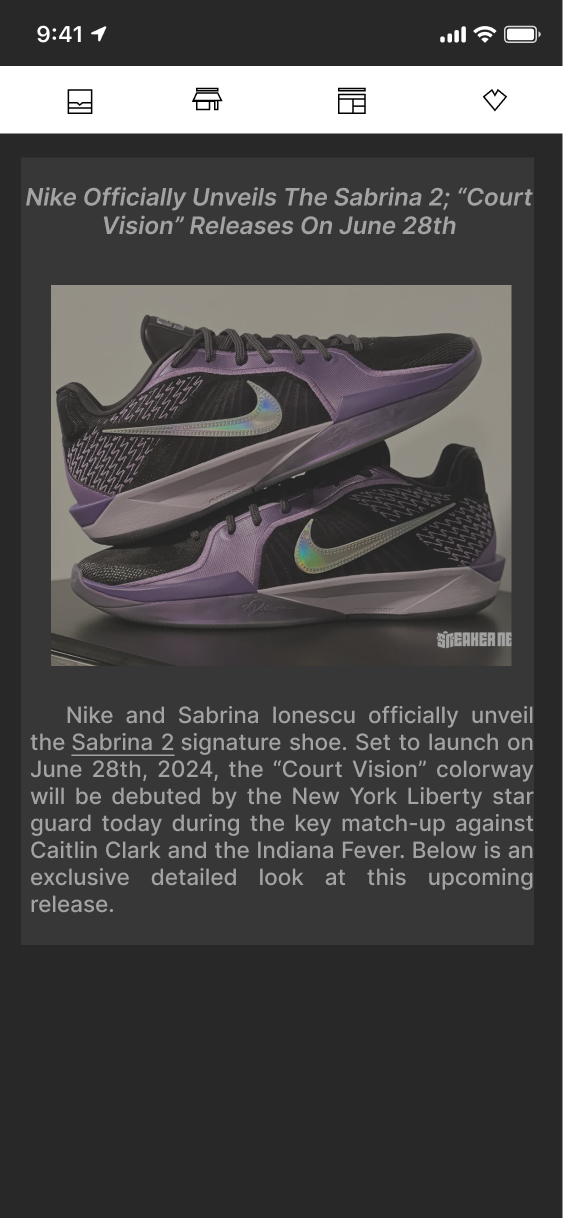 9:41
Nike Officially Unveils The Sabrina 2; “Court
Vision” Releases On June 28th
SNEAKER NE
Nike and Sabrina Ionescu officially unveil
the Sabrina 2 signature shoe. Set to launch on
June 28th, 2024, the “Court Vision” colorway
will be debuted by the New York Liberty star
guard today during the key match-up against
Caitlin Clark and the Indiana Fever. Below is an
exclusive detailed look at this upcoming
release.